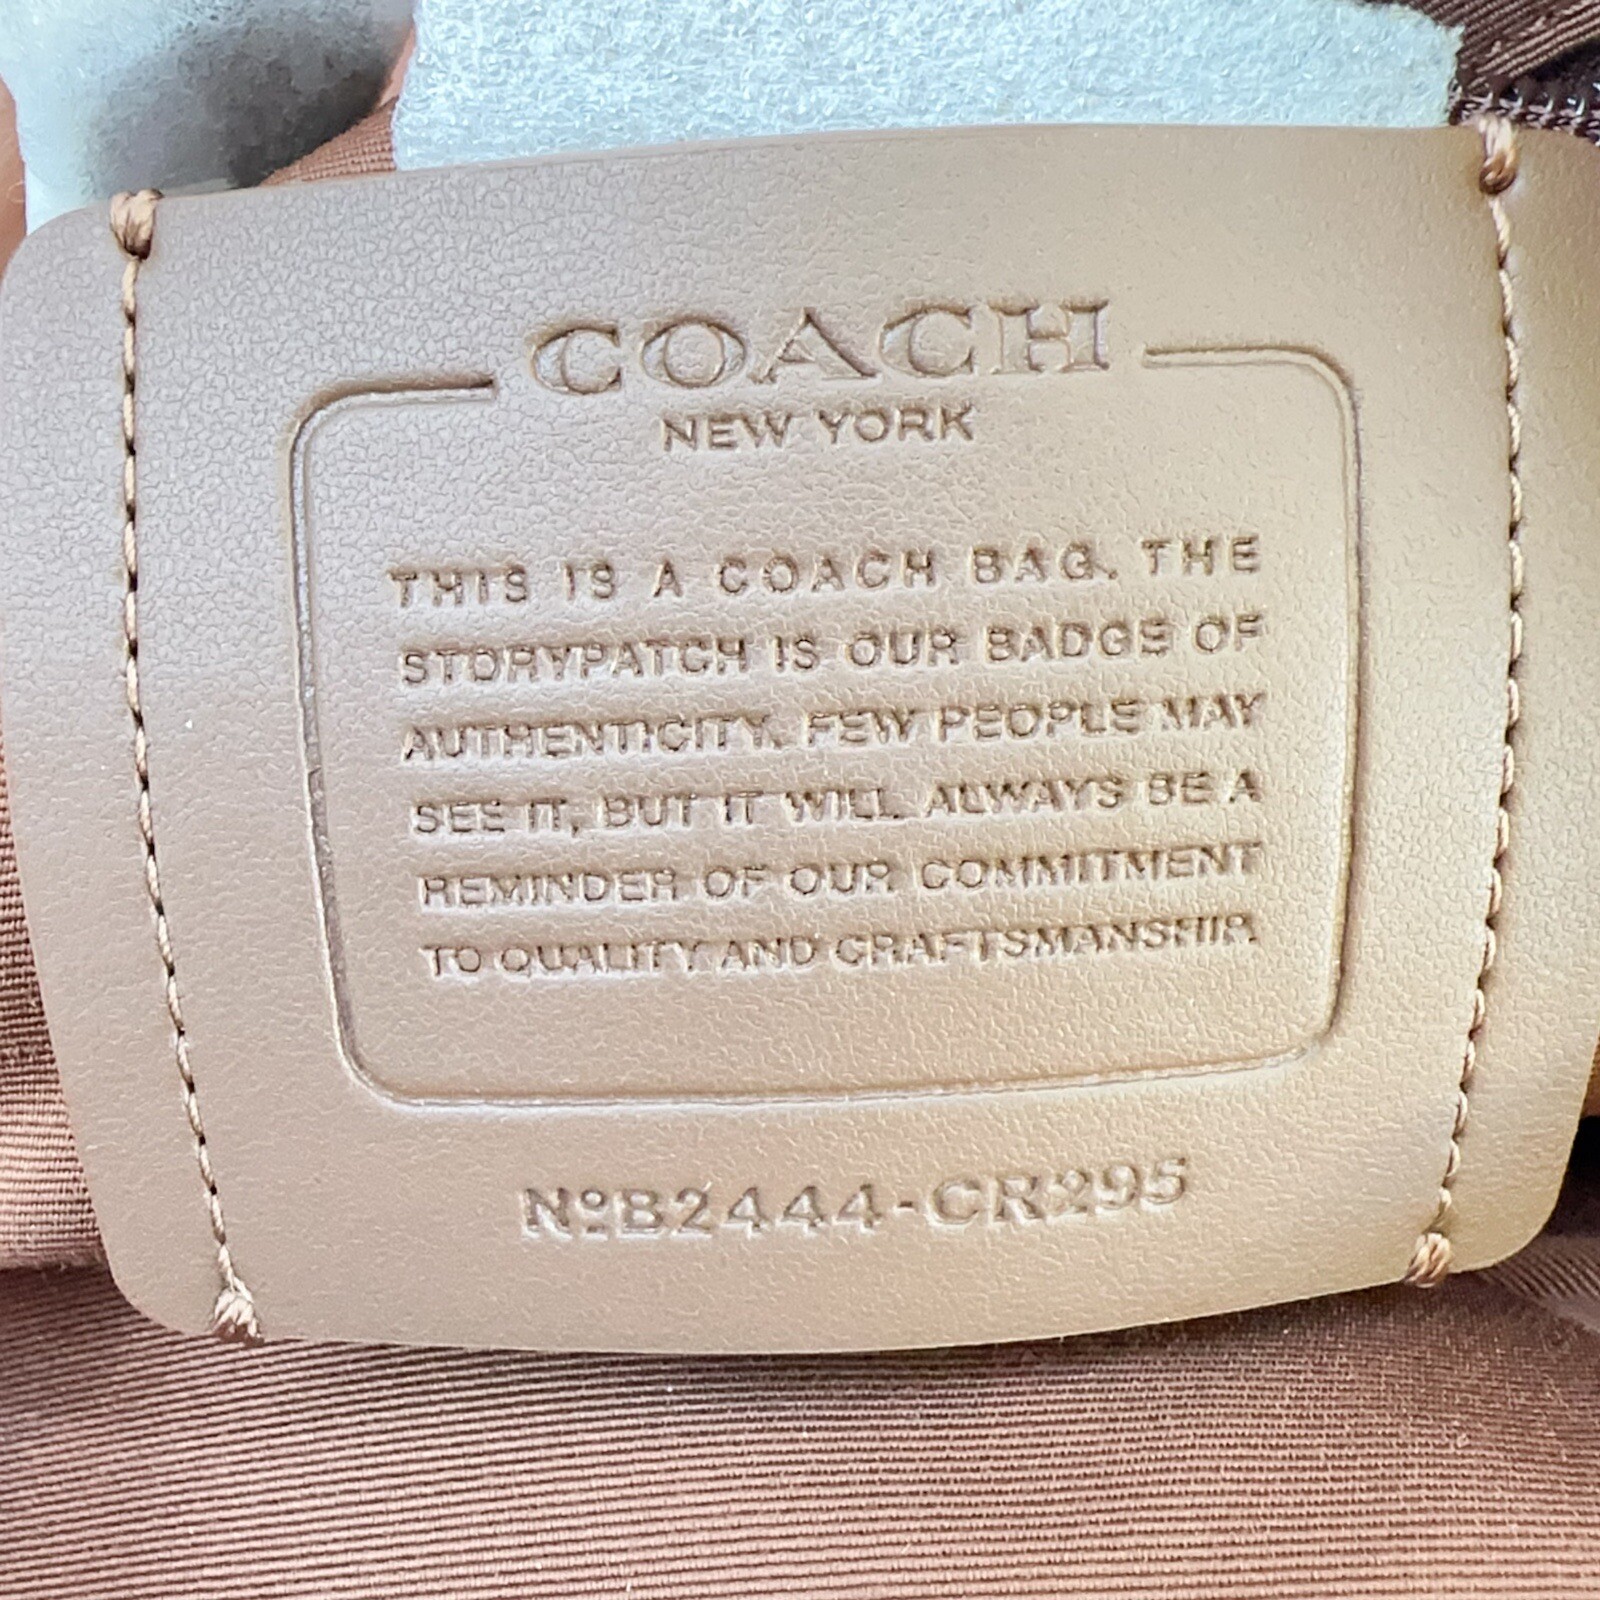 COACH
NEW YORK
THIS IS A COACH BAG. THE
STORYPATCH IS OUR BADGE OF
AUTHENTICITY. FEW PEOPLE MAY
SEE IT, BUT IT WILL ALWAYS BE A
REMINDER OF OUR COMMITMENT
TO QUALITY AND CRAFTSMANSHIP.
NºB2444-CR295